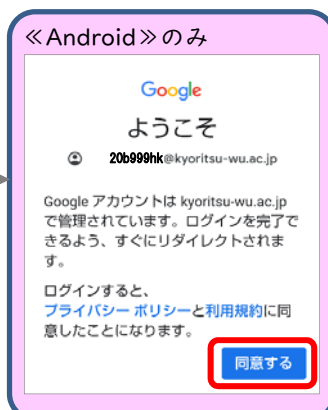 ≪Android≫のみ
Google
ようこそ
20b999hk@kyoritsu-wu.ac.jp
Google アカウントは kyoritsu-wu.ac.jp
で管理されています。ログインを完了で
きるよう、すぐにリダイレクトされま
す。
ログインすると、
プライバシー ポリシーと利用規約に同
意したことになります。
同意する